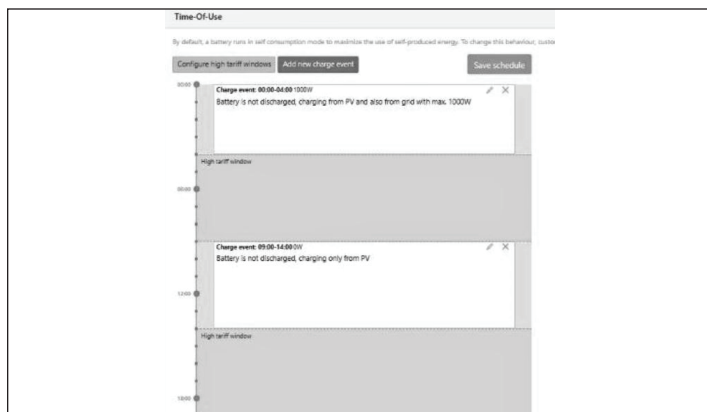 Time-Of-Use
By default, a battery runs in self consumption mode to maximize the use of self-produced energy. To change this behaviour,
Configure high tariff windows
Add new charge event
Save schedule
00:00
Charge event: 00:00-04:00 1000W
Battery is not discharged, charging from PV and also from grid with max. 1000W
High tariff window
Charge event: 09:00-14:00 0W
Battery is not discharged, charging only from PV
12:00
High tariff window
18:00